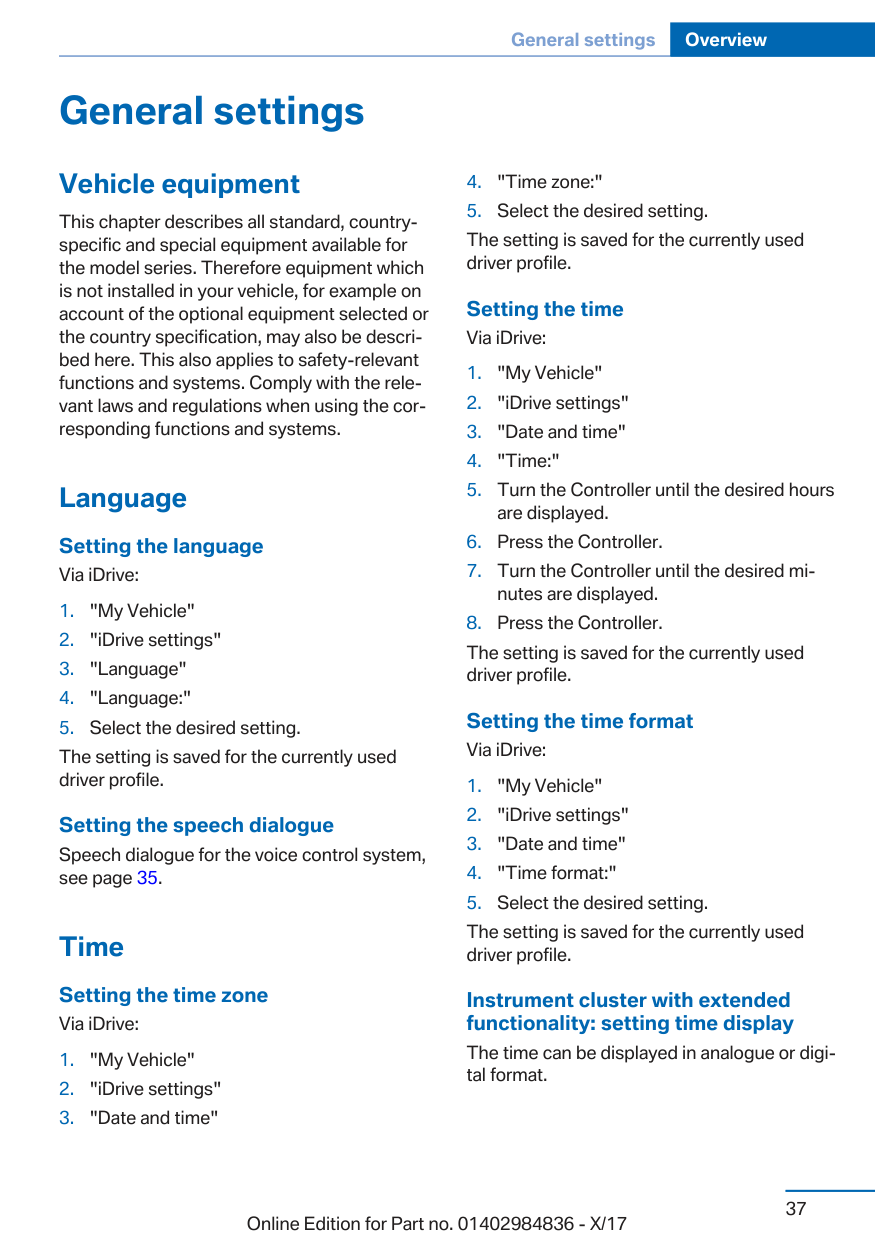 General settings Overview
General settings
Vehicle equipment
This chapter describes all standard, country-
specific and special equipment available for
the model series. Therefore equipment which
is not installed in your vehicle, for example on
account of the optional equipment selected or
the country specification, may also be descri-
bed here. This also applies to safety-relevant
functions and systems. Comply with the rele-
vant laws and regulations when using the cor-
responding functions and systems.
Language
Setting the language
Via iDrive:
1. "My Vehicle"
2. "iDrive settings"
3. "Language"
4. "Language:"
5. Select the desired setting.
The setting is saved for the currently used
driver profile.
Setting the speech dialogue
Speech dialogue for the voice control system,
see page 35.
Time
Setting the time zone
Via iDrive:
1. "My Vehicle"
2. "iDrive settings"
3. "Date and time"
4. "Time zone:"
5. Select the desired setting.
The setting is saved for the currently used
driver profile.
Setting the time
Via iDrive:
1. "My Vehicle"
2. "iDrive settings"
3. "Date and time"
4. "Time:"
5. Turn the Controller until the desired hours
are displayed.
6. Press the Controller.
7. Turn the Controller until the desired mi-
nutes are displayed.
8. Press the Controller.
The setting is saved for the currently used
driver profile.
Setting the time format
Via iDrive:
1. "My Vehicle"
2. "iDrive settings"
3. "Date and time"
4. "Time format:"
5. Select the desired setting.
The setting is saved for the currently used
driver profile.
Instrument cluster with extended
functionality: setting time display
The time can be displayed in analogue or digi-
tal format.
37
Online Edition for Part no. 01402984836 - X/17